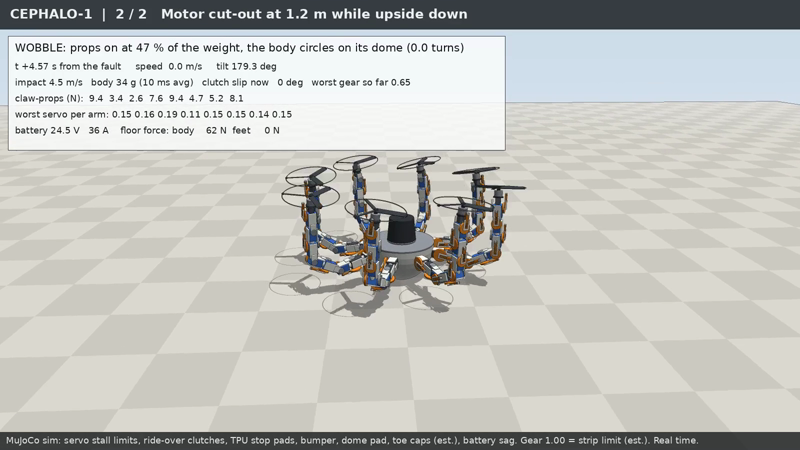 CEPHALO-1 | 2 / 2 Motor cut-out at 1.2 m while upside down
WOBBLE: props on at 47 % of the weight, the body circles on its dome (0.0 turns)
t +4.57 s from the fault speed 0.0 m/s tilt 179.3 deg
impact 4.5 m/s body 34 g (10 ms avg) clutch slip now 0 deg worst gear so far 0.65
claw-props (N): 9.4 3.4 2.6 7.6 9.4 4.7 5.2 8.1
worst servo per arm: 0.15 0.16 0.19 0.11 0.15 0.15 0.14 0.15
battery 24.5 V 36 A floor force: body 62 N feet 0 N
MuJoCo sim: servo stall limits, ride-over clutches, TPU stop pads, bumper, dome pad, toe caps (est.), battery sag. Gear 1.00 = strip limit (est.). Real time.